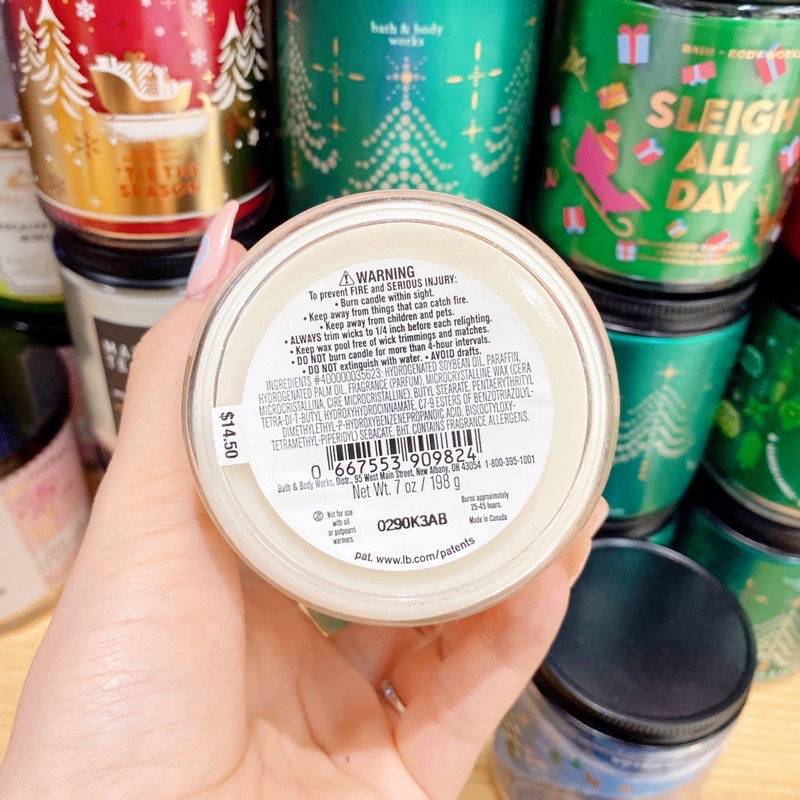 bath & body
works
'TIS THE
SEASON
BATH & BODY WORKS
SLEIGH
ALL
DAY
⚠ WARNING
To prevent FIRE and SERIOUS INJURY:
• Burn candle within sight.
• Keep away from things that can catch fire.
• Keep away from children and pets.
• ALWAYS trim wicks to 1/4 inch before each relighting.
• Keep wax pool free of wick trimmings and matches.
• DO NOT burn candle for more than 4-hour intervals.
• DO NOT extinguish with water. • AVOID drafts.
INGREDIENTS #400000035623: HYDROGENATED SOYBEAN OIL, PARAFFIN,
HYDROGENATED PALM OIL, FRAGRANCE (PARFUM), MICROCRYSTALLINE WAX (CERA
MICROCRISTALLINA, CIRE MICROCRISTALLINE), BUTYL STEARATE, PENTAERYTHRITYL
TETRA-DI-T-BUTYL HYDROXYHYDROCINNAMATE, C7-9 ESTERS OF BENZOTRIAZOLYL-
DIMETHYLETHYL-P-HYDROXYBENZENEPROPANOIC ACID, BISOCTYLOXY-
TETRAMETHYL-PIPERIDYL SEBACATE, BHT. CONTAINS FRAGRANCE ALLERGENS.
$14.50
0 667553 909824
Bath & Body Works, Distr., 95 West Main Street, New Albany, OH 43054 1-800-395-1001
Net Wt. 7 oz / 198 g
Not for use
with oil
or potpourri
warmers.
0290K3AB
Burns approximately
25-45 hours.
Made in Canada
pat. www.lb.com/patents